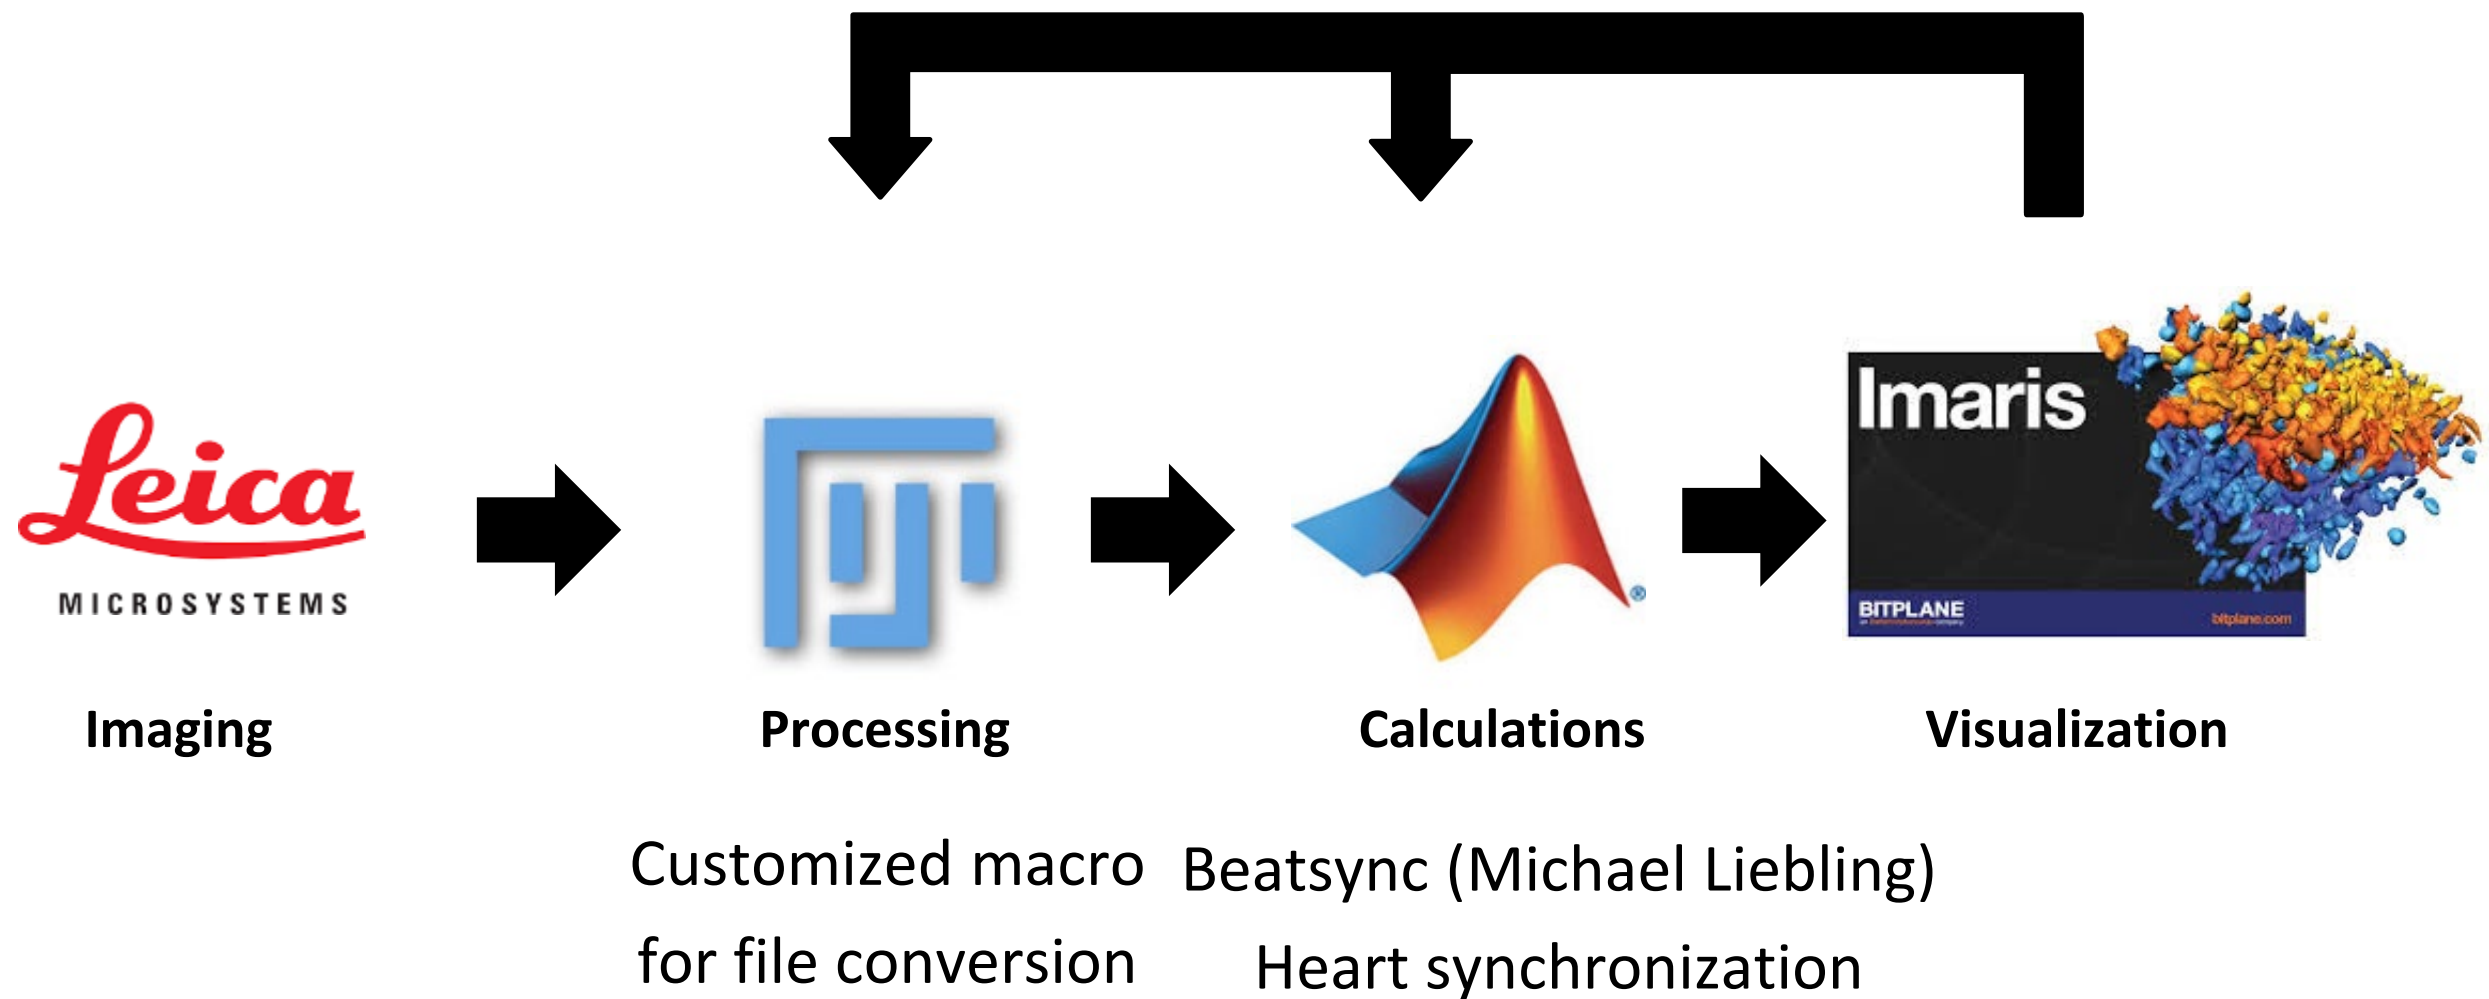 Leica
MICROSYSTEMS
Imaris
BITPLANE
bitplane.com
®
Imaging
Processing
Calculations
Visualization
Customized macro
for file conversion
Beatsync (Michael Liebling)
Heart synchronization